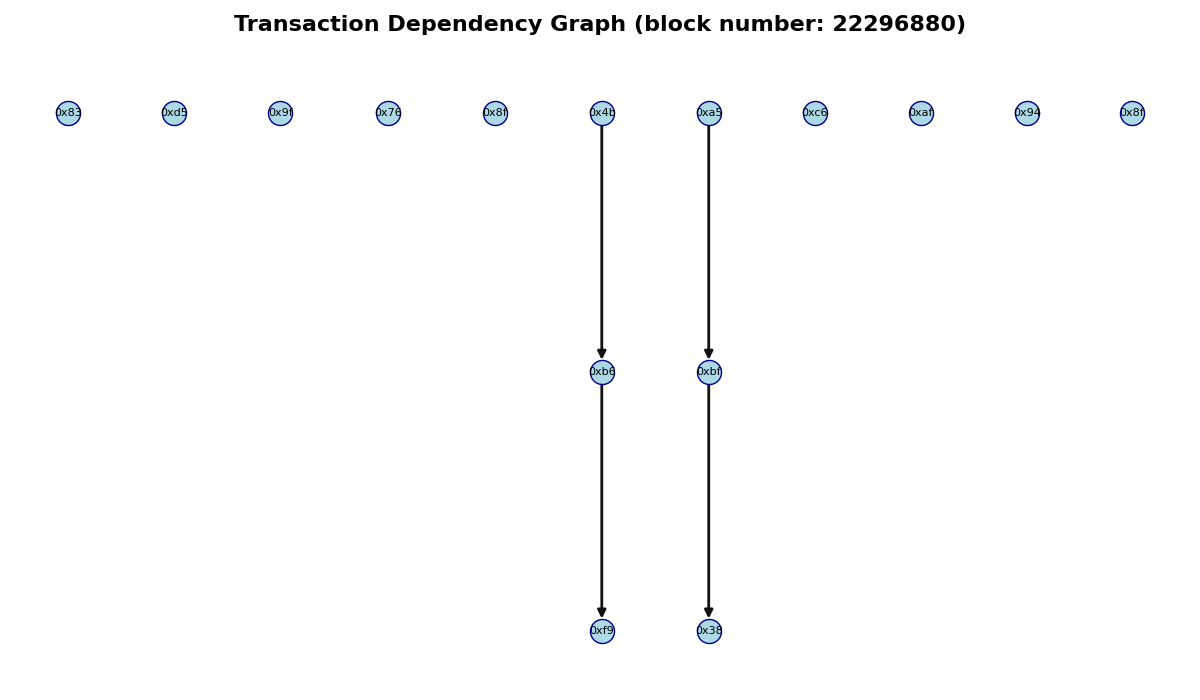 Transaction Dependency Graph (block number: 22296880)
0x83 0xd5 0x9f 0x76 0x8f 0x4b 0xa5 0xc6 0xaf 0x94 0x8f
0xb6 0xbf
0xf9 0x38